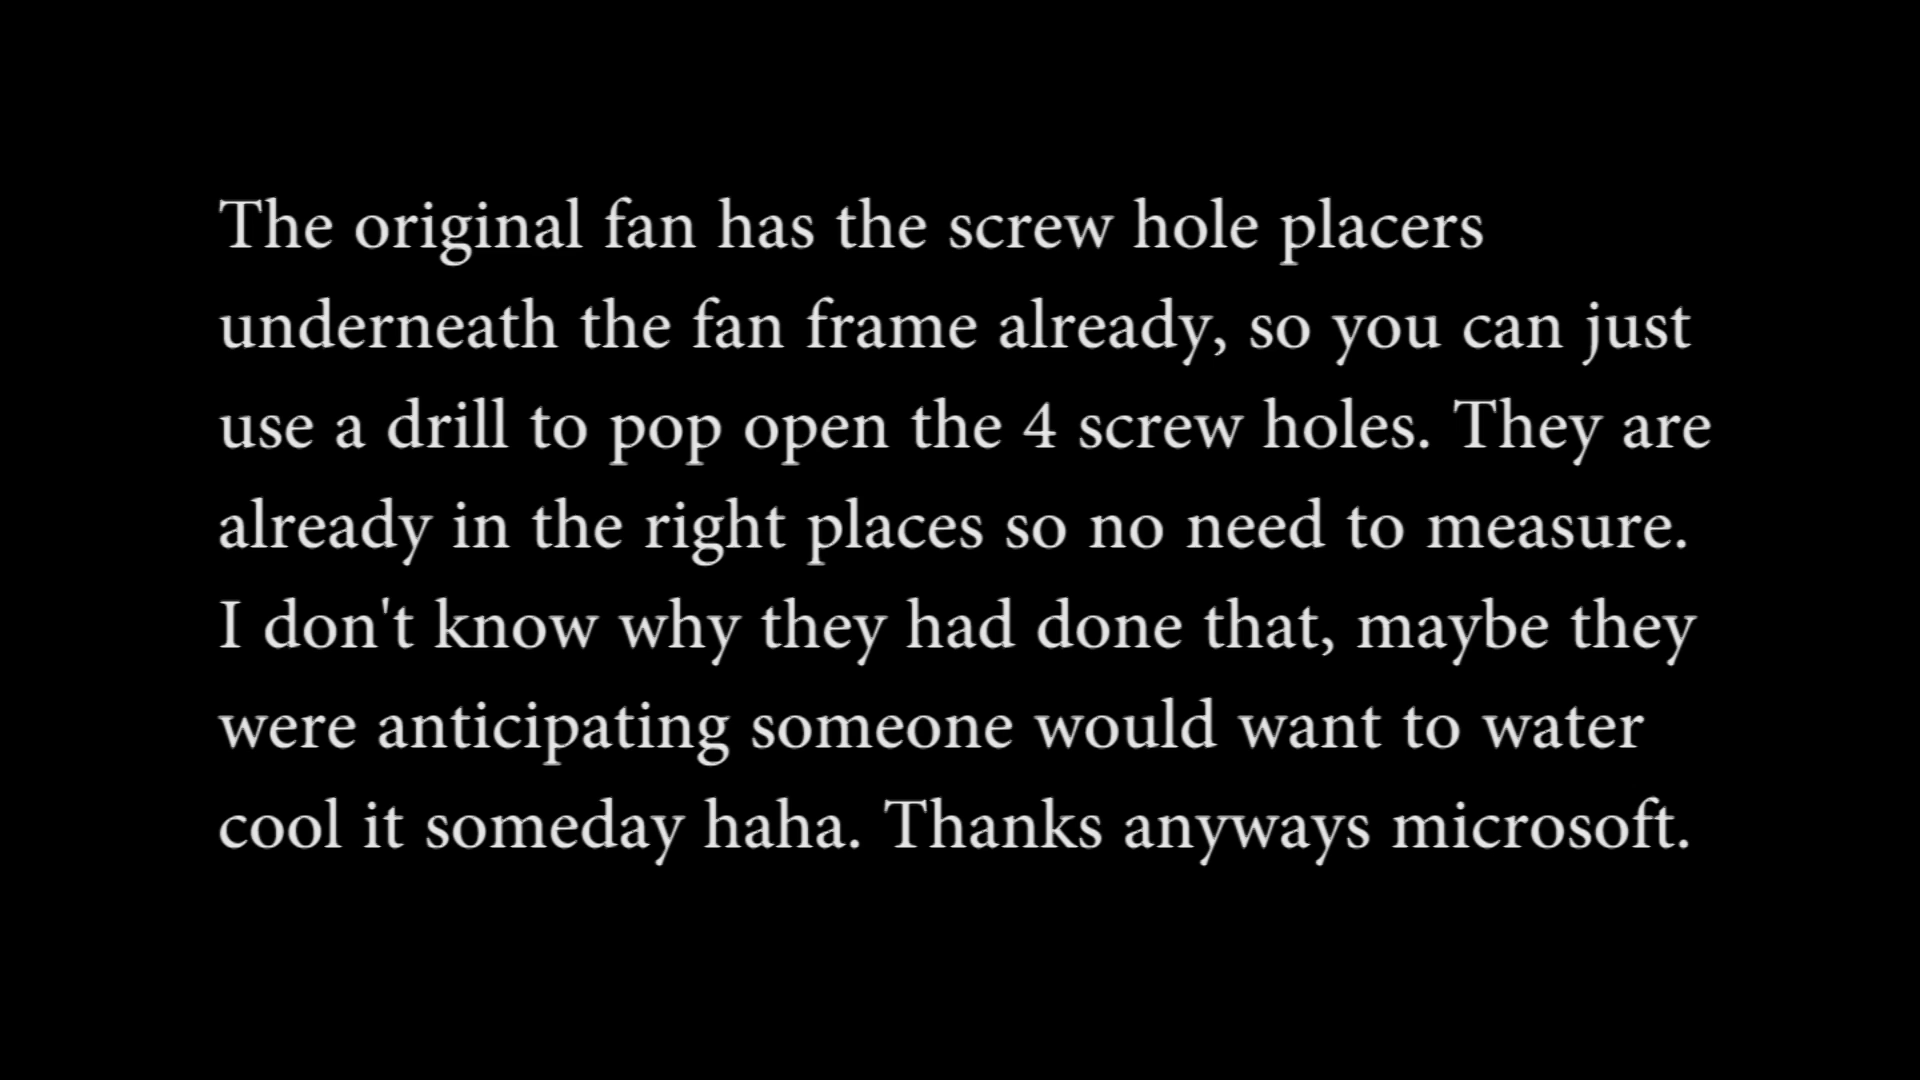 The original fan has the screw hole placers
underneath the fan frame already, so you can just
use a drill to pop open the 4 screw holes. They are
already in the right places so no need to measure.
I don't know why they had done that, maybe they
were anticipating someone would want to water
cool it someday haha. Thanks anyways microsoft.